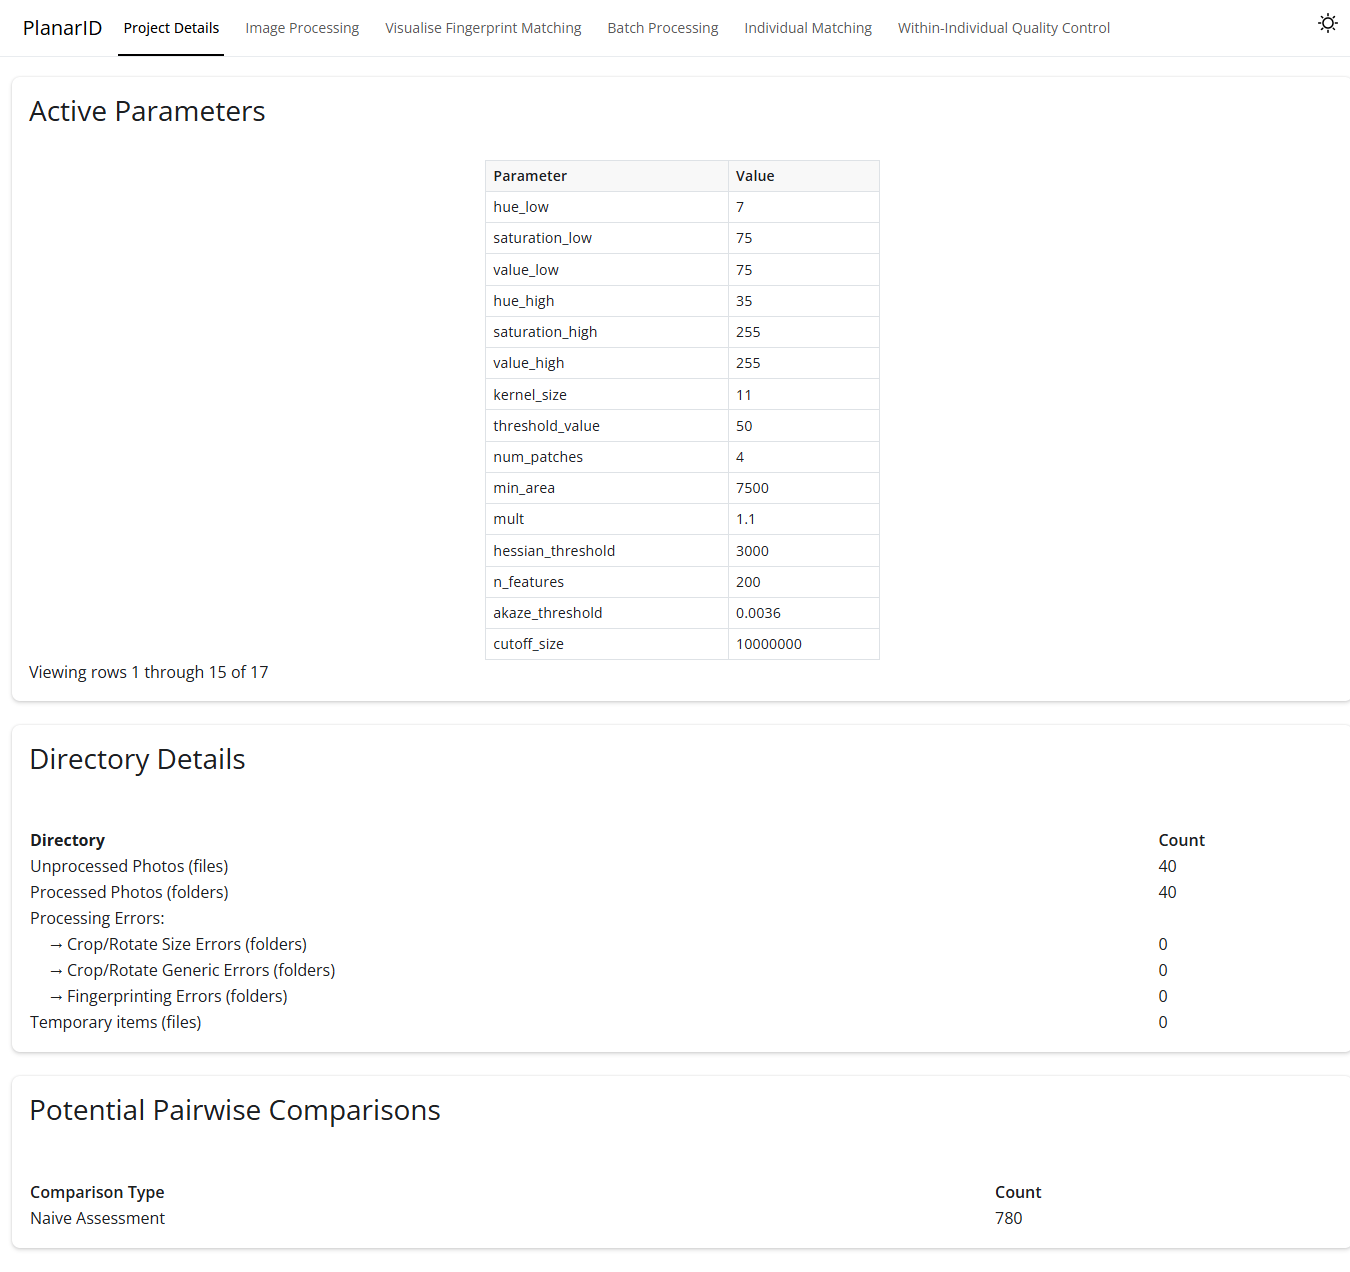 PlanarID Project Details Image Processing Visualise Fingerprint Matching Batch Processing Individual Matching Within-Individual Quality Control
Active Parameters
Parameter Value
hue_low 7
saturation_low 75
value_low 75
hue_high 35
saturation_high 255
value_high 255
kernel_size 11
threshold_value 50
num_patches 4
min_area 7500
mult 1.1
hessian_threshold 3000
n_features 200
akaze_threshold 0.0036
cutoff_size 10000000
Viewing rows 1 through 15 of 17
Directory Details
Directory Count
Unprocessed Photos (files) 40
Processed Photos (folders) 40
Processing Errors:
→ Crop/Rotate Size Errors (folders) 0
→ Crop/Rotate Generic Errors (folders) 0
→ Fingerprinting Errors (folders) 0
Temporary items (files) 0
Potential Pairwise Comparisons
Comparison Type Count
Naive Assessment 780